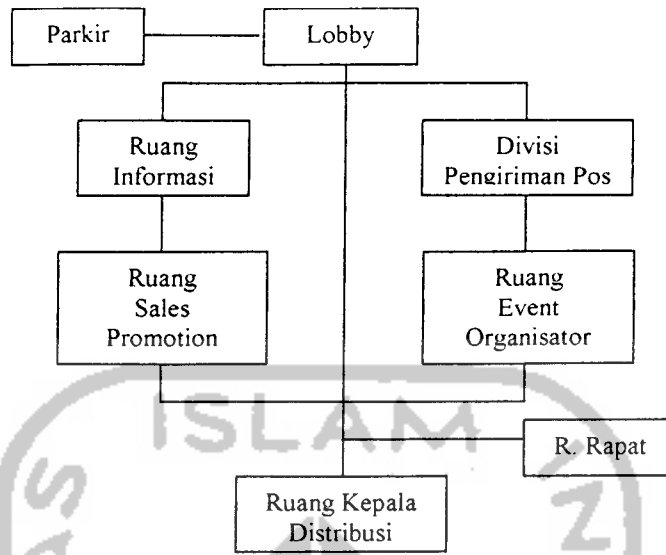 Parkir
Lobby
Ruang
Informasi
Divisi
Pengiriman Pos
Ruang
Sales
Promotion
Ruang
Event
Organisator
ISLAM
R. Rapat
Ruang Kepala
Distribusi